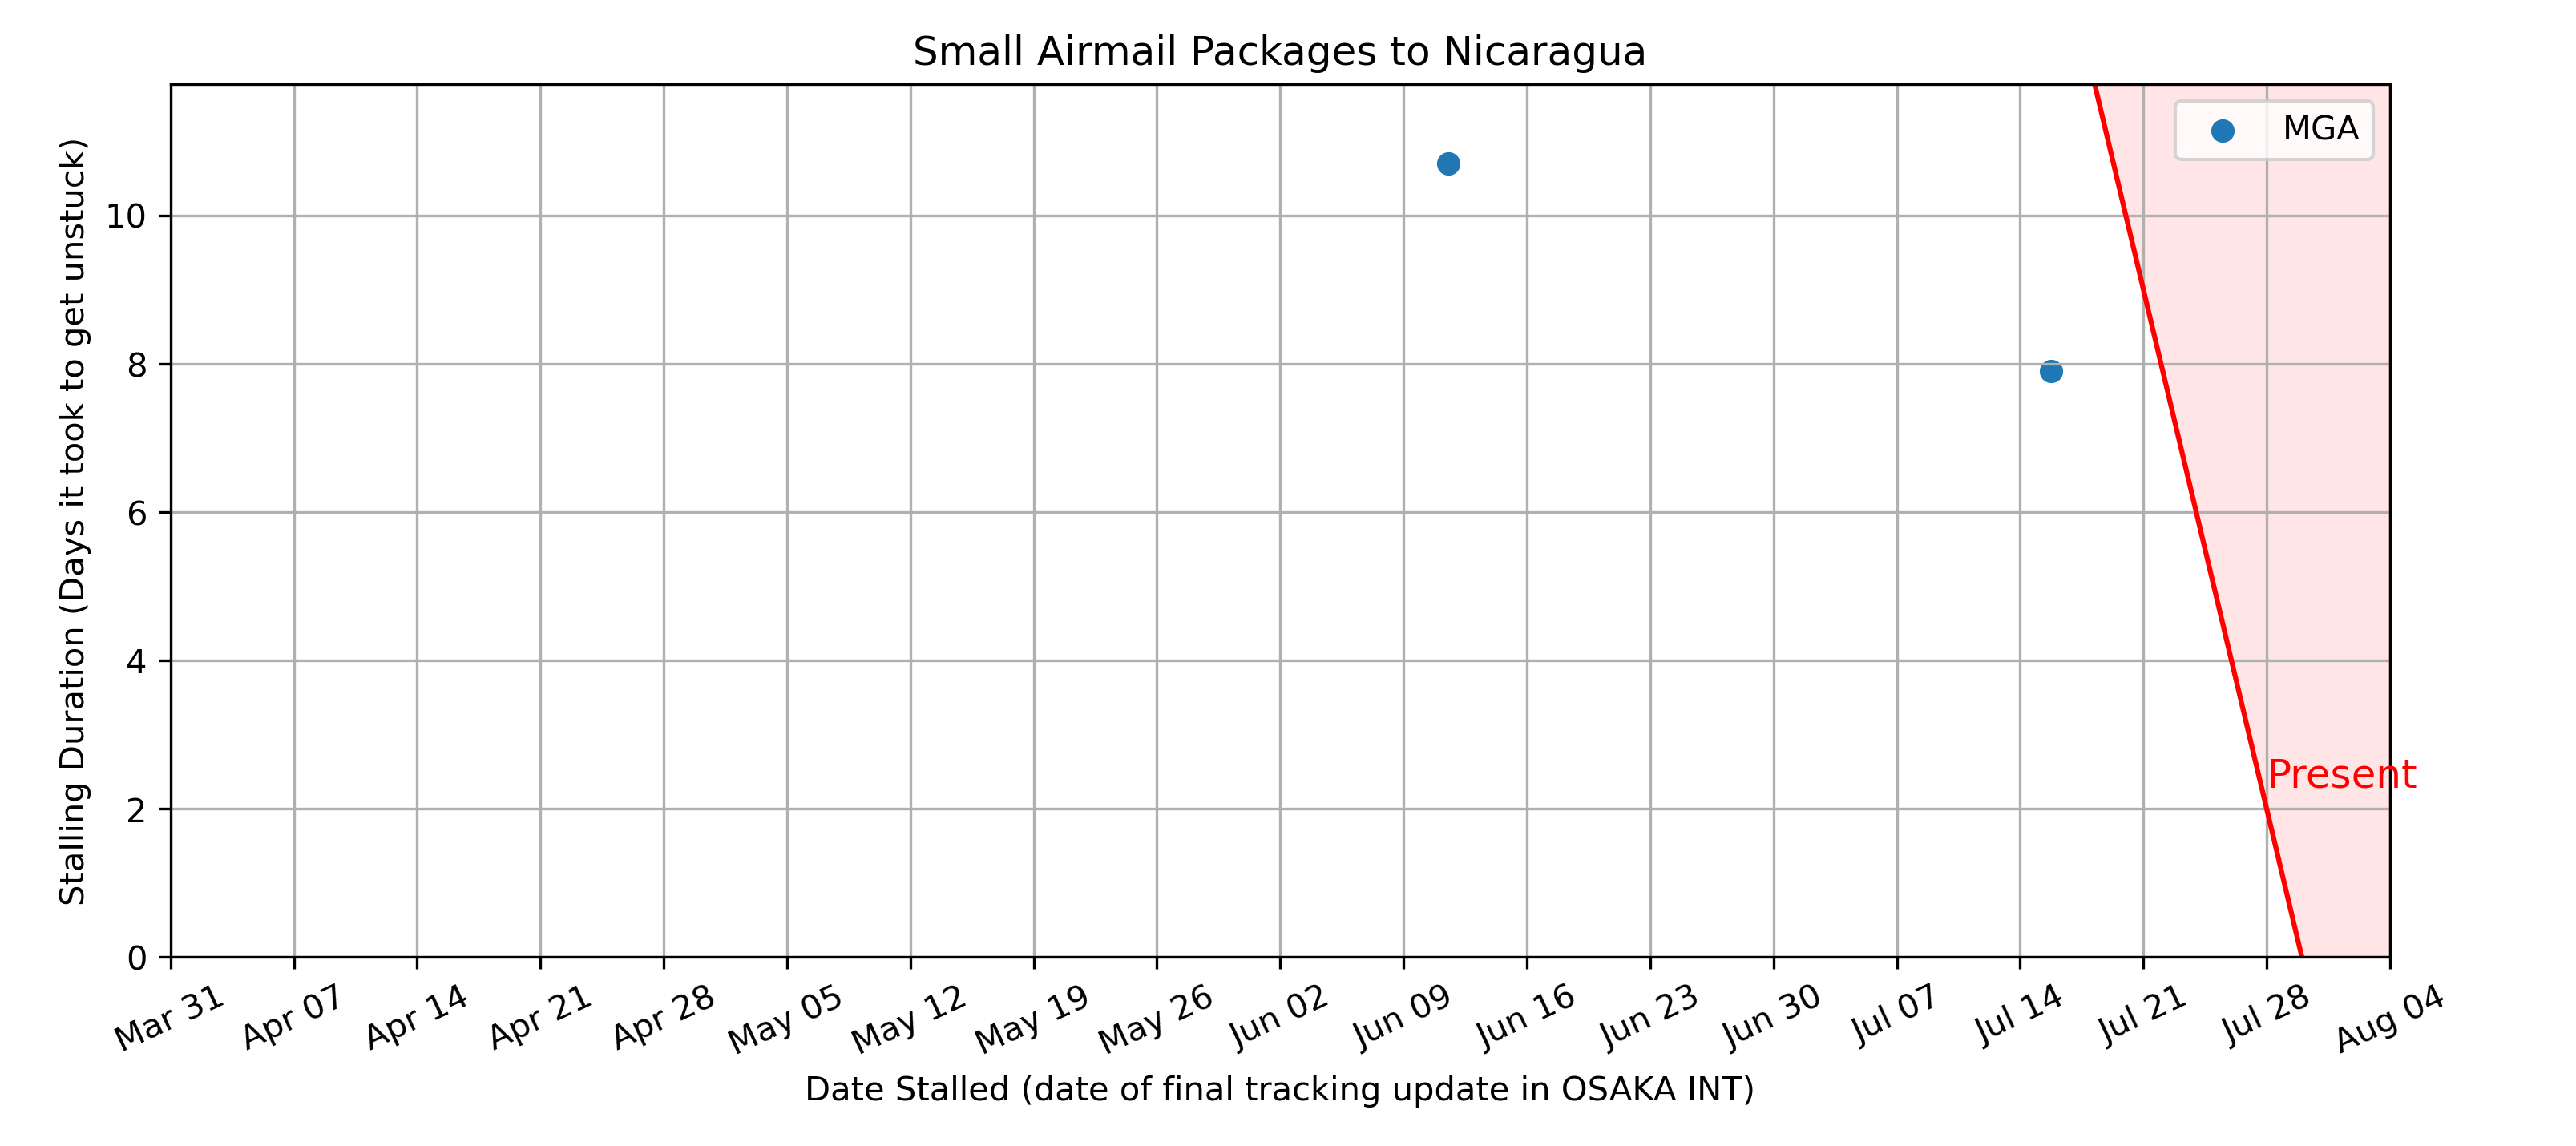 Small Airmail Packages to Nicaragua
MGA
Stalling Duration (Days it took to get unstuck)
10
8
6
4
2
0
Present
Mar 31 Apr 07 Apr 14 Apr 21 Apr 28 May 05 May 12 May 19 May 26 Jun 02 Jun 09 Jun 16 Jun 23 Jun 30 Jul 07 Jul 14 Jul 21 Jul 28 Aug 04
Date Stalled (date of final tracking update in OSAKA INT)